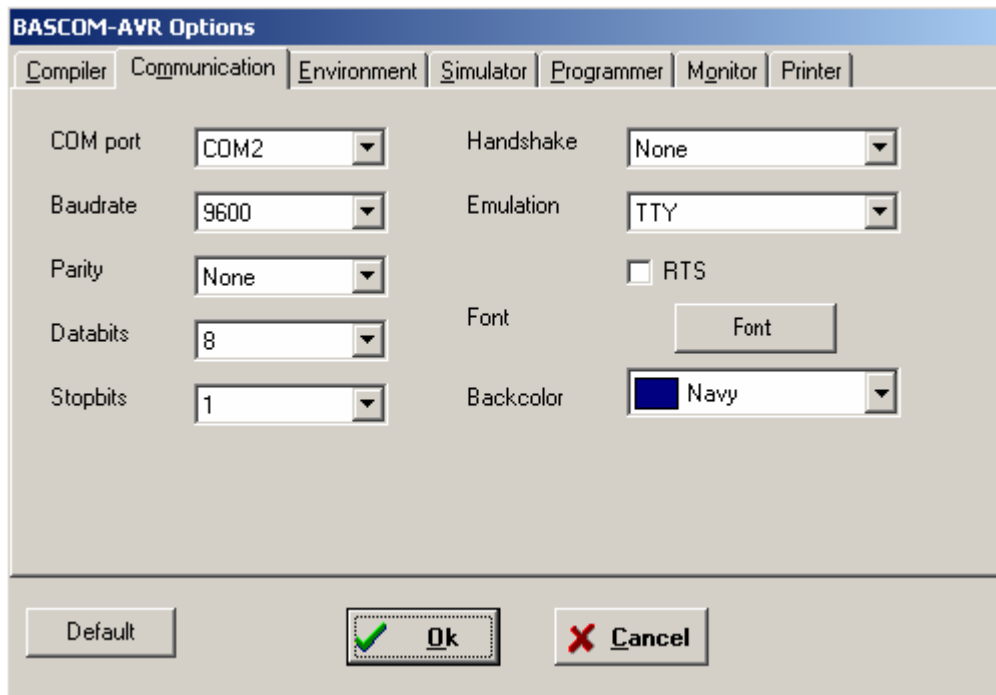 BASCOM-AVR Options
Compiler Communication Environment Simulator Programmer Monitor Printer
COM port COM2 Handshake None
Baudrate 9600 Emulation TTY
Parity None RTS
Databits 8 Font Font
Stopbits 1 Backcolor Navy
Default Ok Cancel